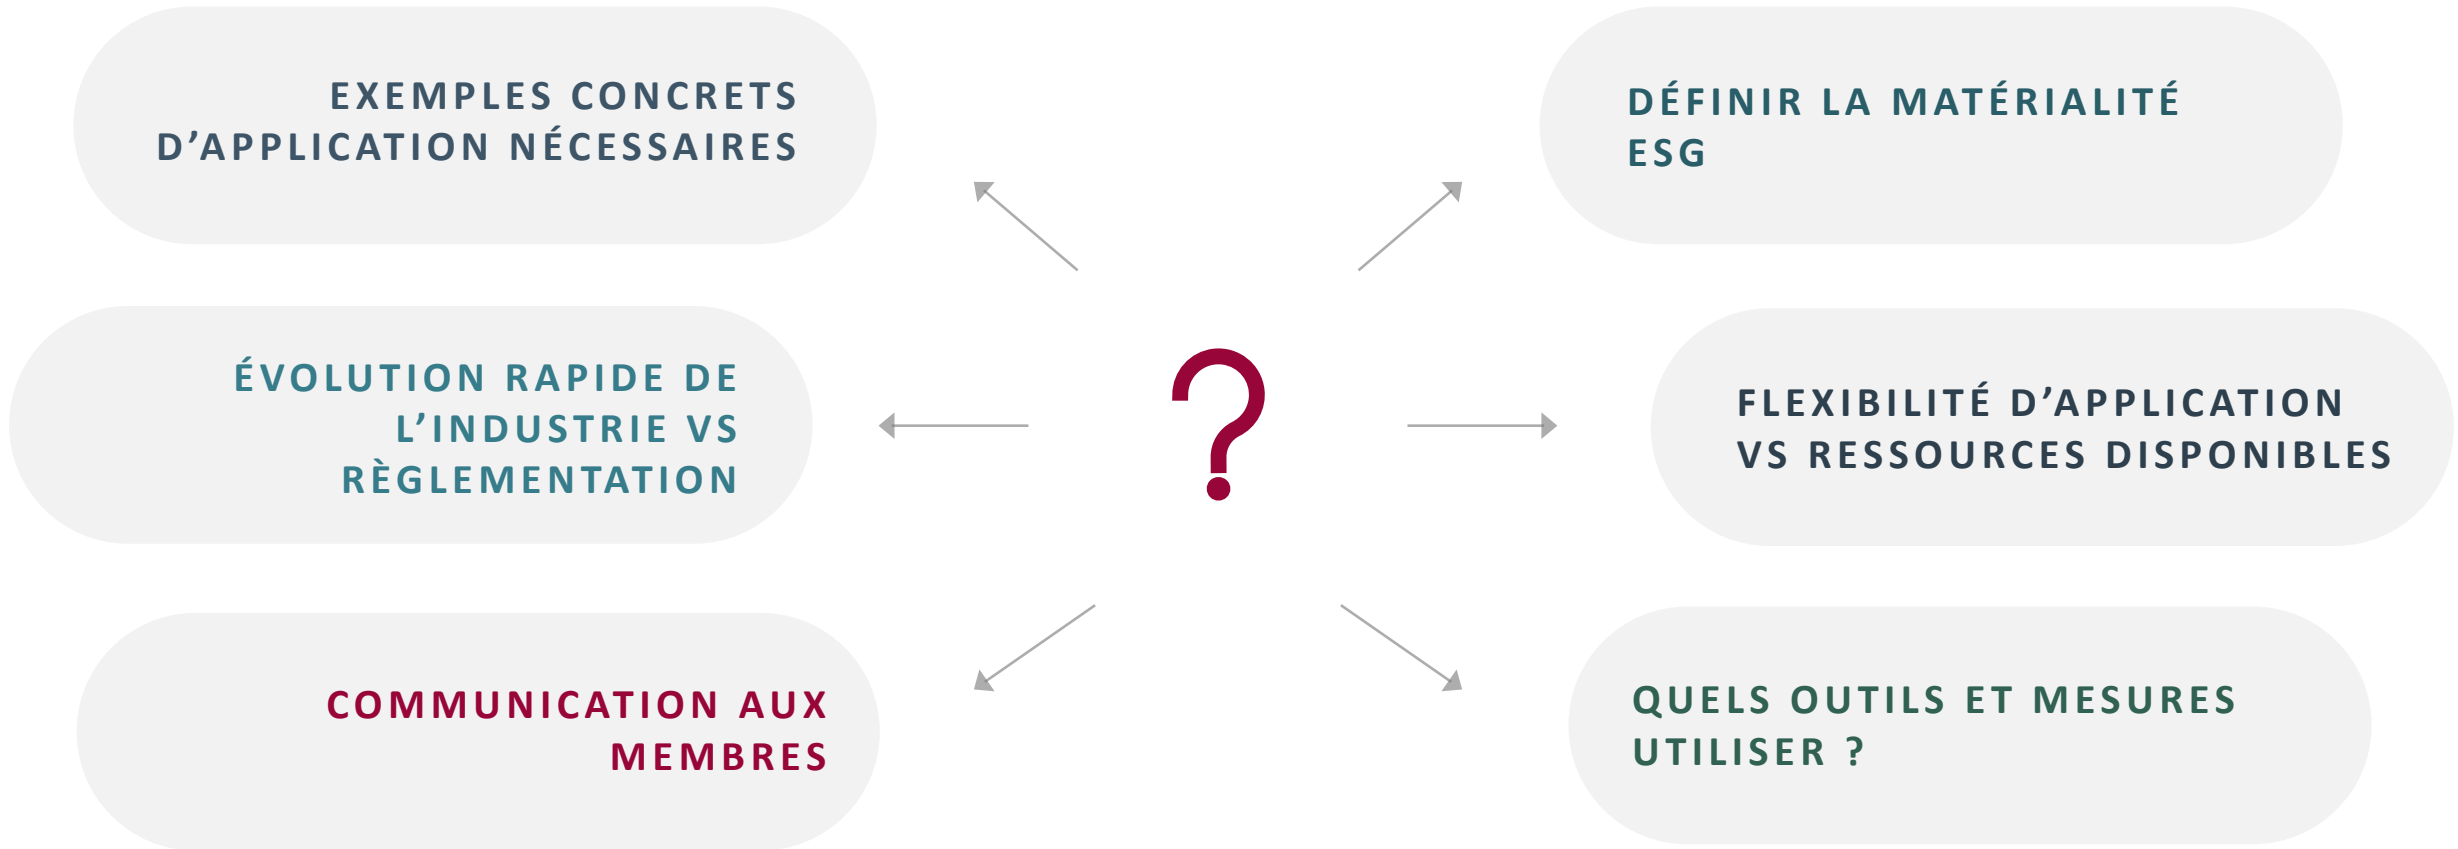 EXEMPLES CONCRETS
D’APPLICATION NÉCESSAIRES
DÉFINIR LA MATÉRIALITÉ
ESG
ÉVOLUTION RAPIDE DE
L’INDUSTRIE VS
RÈGLEMENTATION
?
FLEXIBILITÉ D’APPLICATION
VS RESSOURCES DISPONIBLES
COMMUNICATION AUX
MEMBRES
QUELS OUTILS ET MESURES
UTILISER ?